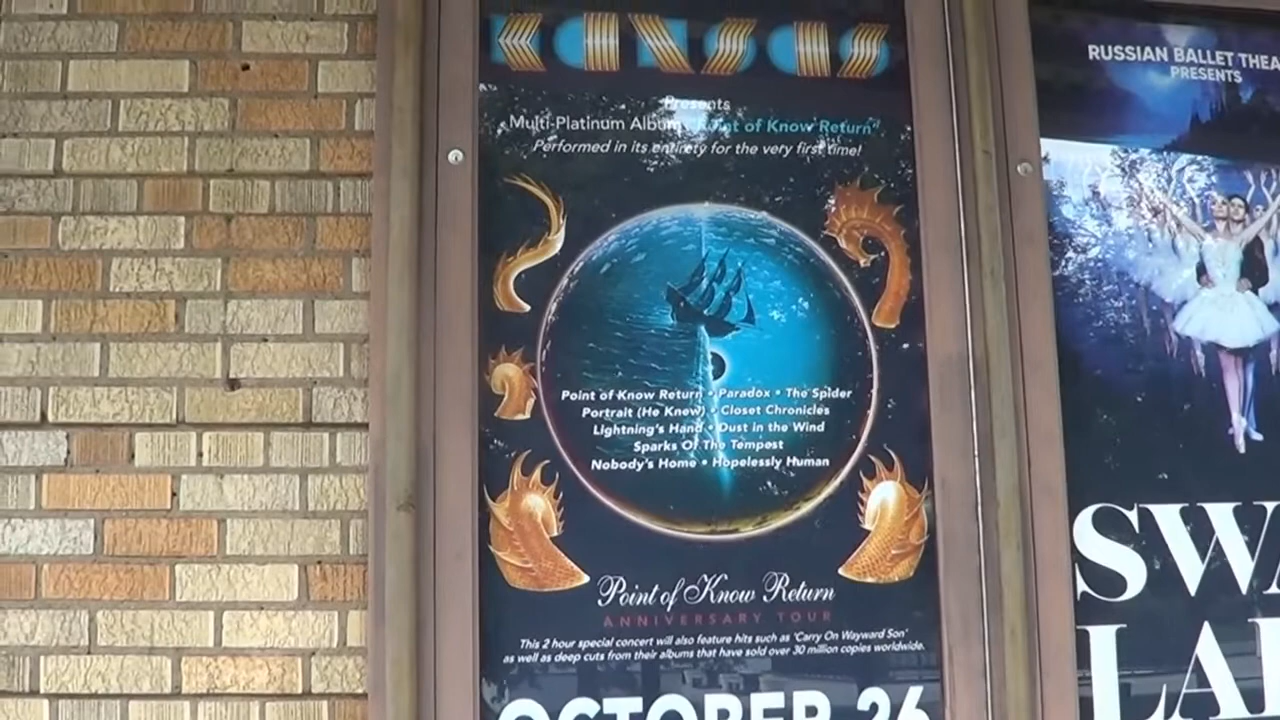 KANSAS
Presents
Multi-Platinum Album "Point of Know Return"
Performed in its entirety for the very first time!
Point of Know Return • Paradox • The Spider
Portrait (He Knew) • Closet Chronicles
Lightning's Hand • Dust in the Wind
Sparks Of The Tempest
Nobody's Home • Hopelessly Human
Point of Know Return
ANNIVERSARY TOUR
This 2 hour special concert will also feature hits such as 'Carry On Wayward Son'
as well as deep cuts from their albums that have sold over 30 million copies worldwide.
OCTOBER 26
RUSSIAN BALLET THEA
PRESENTS
SWA
LA